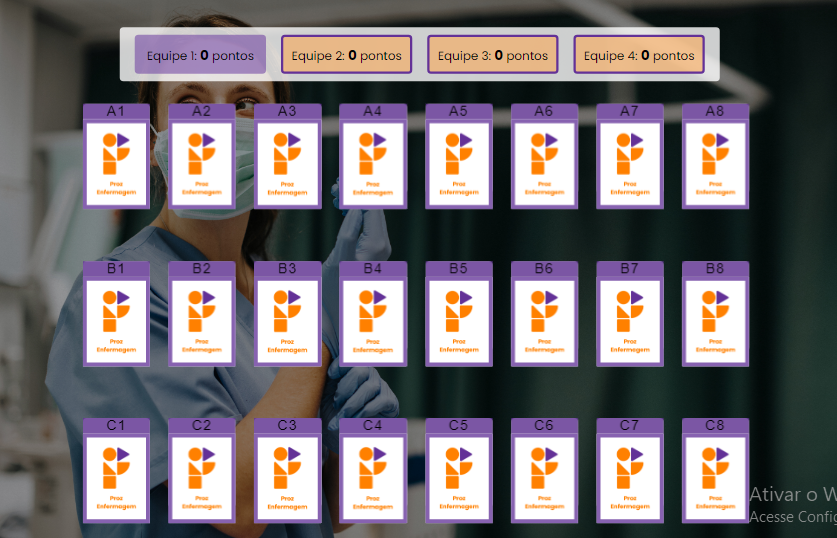 Equipe 1: 0 pontos Equipe 2: 0 pontos Equipe 3: 0 pontos Equipe 4: 0 pontos
A1 A2 A3 A4 A5 A6 A7 A8
Proz Proz Proz Proz Proz Proz Proz Proz
Enfermagem Enfermagem Enfermagem Enfermagem Enfermagem Enfermagem Enfermagem Enfermagem
B1 B2 B3 B4 B5 B6 B7 B8
Proz Proz Proz Proz Proz Proz Proz Proz
Enfermagem Enfermagem Enfermagem Enfermagem Enfermagem Enfermagem Enfermagem Enfermagem
C1 C2 C3 C4 C5 C6 C7 C8
Proz Proz Proz Proz Proz Proz Proz Proz
Enfermagem Enfermagem Enfermagem Enfermagem Enfermagem Enfermagem Enfermagem Enfermagem
Ativar o W
Acesse Config